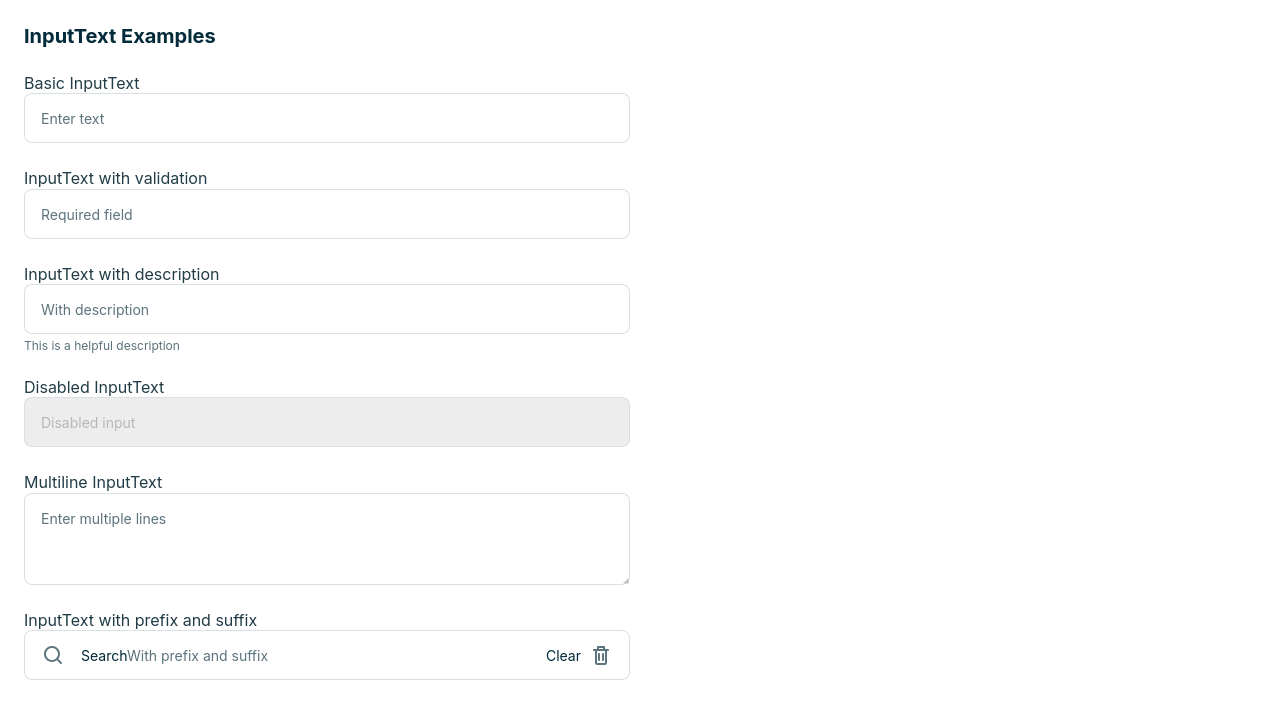 InputText Examples
Basic InputText
Enter text
InputText with validation
Required field
InputText with description
With description
This is a helpful description
Disabled InputText
Disabled input
Multiline InputText
Enter multiple lines
InputText with prefix and suffix
SearchWith prefix and suffix Clear